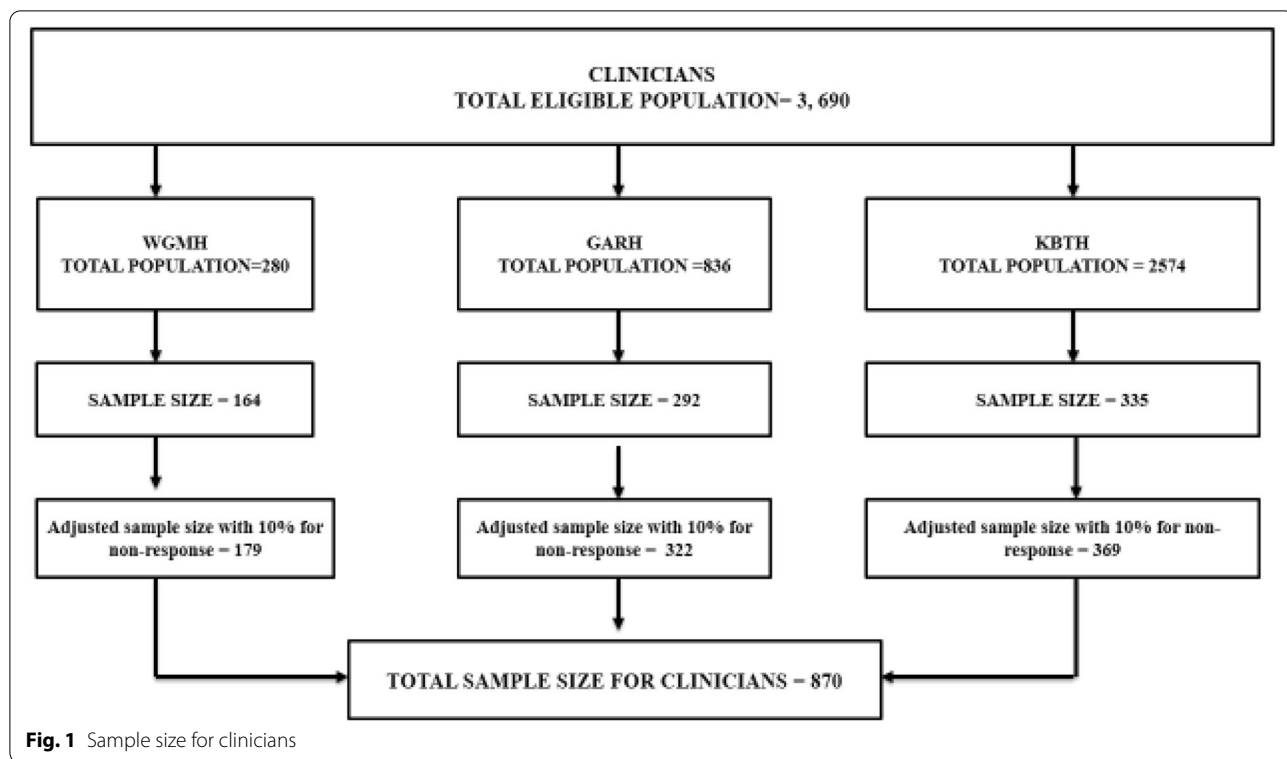 CLINICIANS
TOTAL ELIGIBLE POPULATION= 3, 690
WGMH
TOTAL POPULATION=280
GARH
TOTAL POPULATION =836
KBTH
TOTAL POPULATION = 2574
SAMPLE SIZE = 164
SAMPLE SIZE = 292
SAMPLE SIZE = 335
Adjusted sample size with 10% for
non-response = 179
Adjusted sample size with 10% for
non-response = 322
Adjusted sample size with 10% for non-
response = 369
TOTAL SAMPLE SIZE FOR CLINICIANS = 870
Fig. 1 Sample size for clinicians